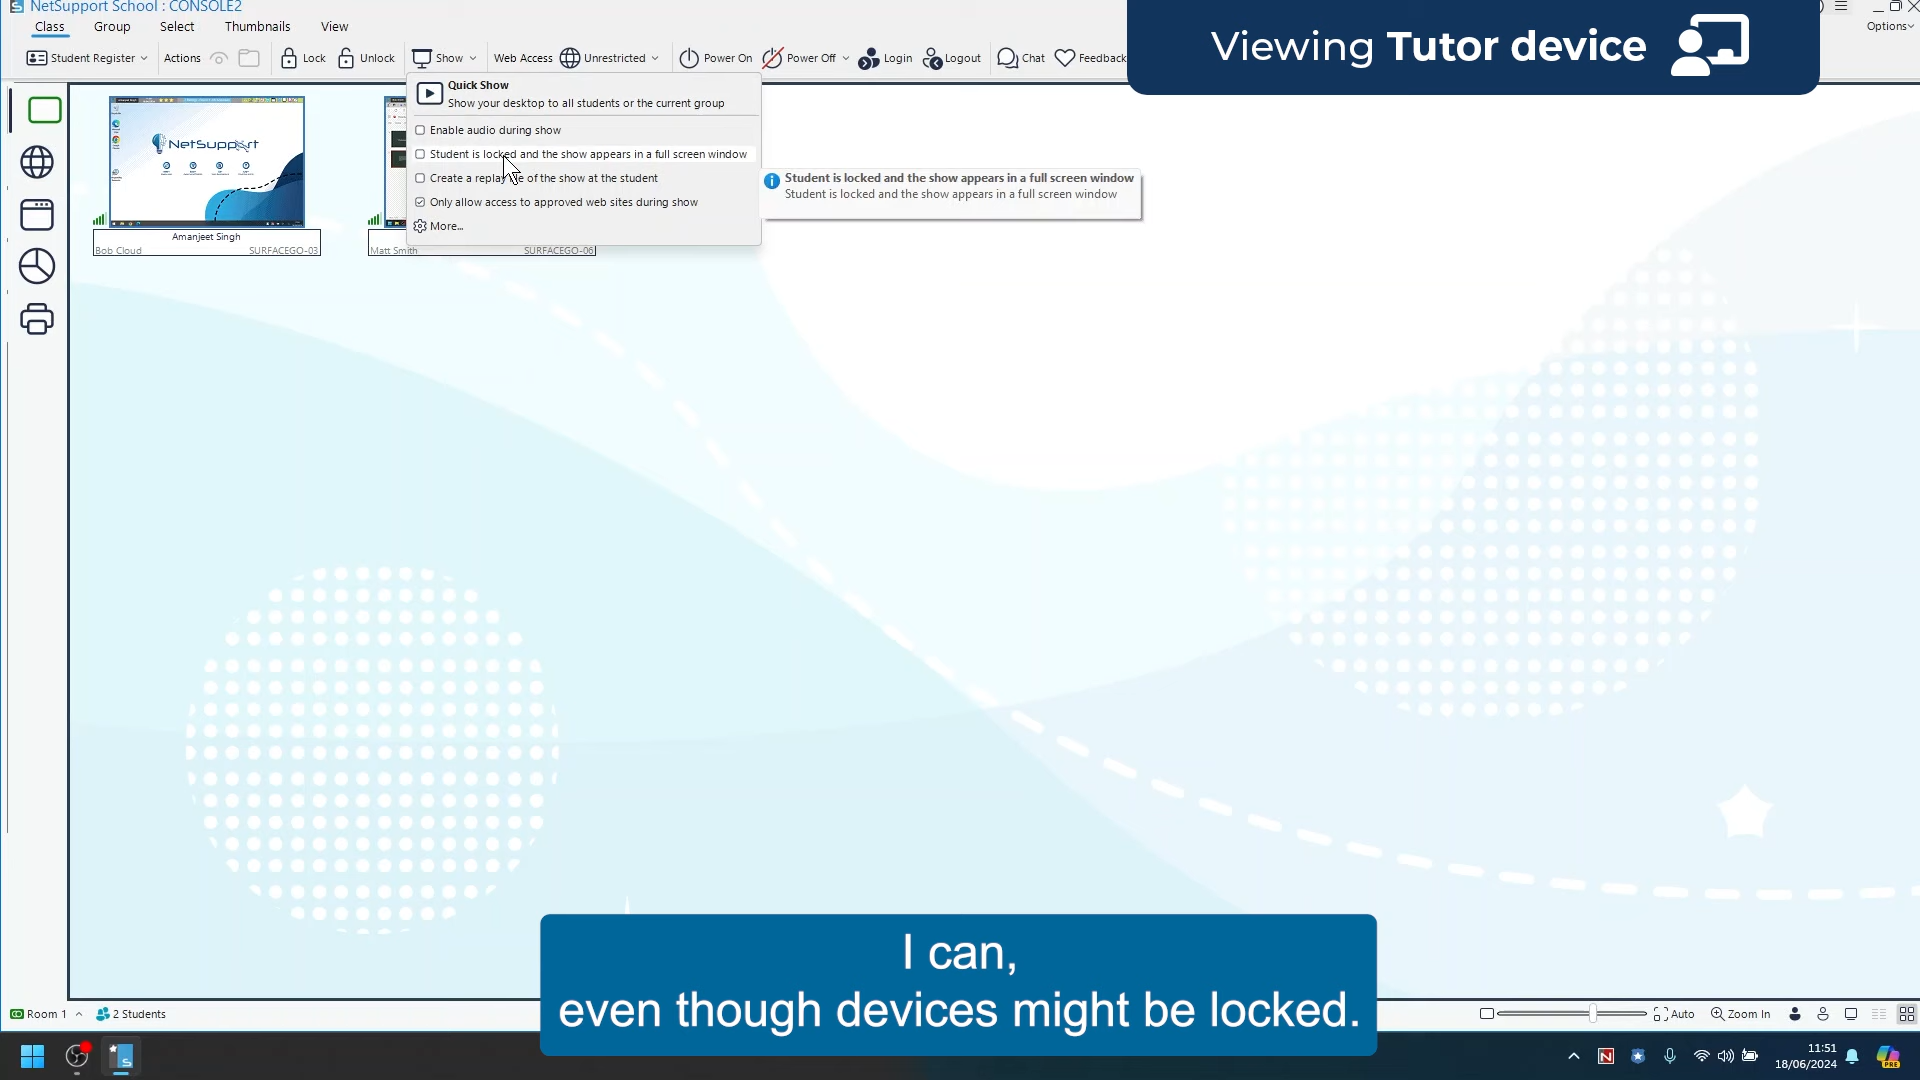 NetSupport School : CONSOLE2
Viewing Tutor device
Class Group Select Thumbnails View
Options
Student Register
Actions
Lock
Unlock
Show
Web Access
Unrestricted
Power On
Power Off
Login
Logout
Chat
Feedback
Quick Show
Show your desktop to all students or the current group
Enable audio during show
Student is locked and the show appears in a full screen window
Create a replay of the show at the student
Only allow access to approved web sites during show
More...
Student is locked and the show appears in a full screen window
Student is locked and the show appears in a full screen window
NetSupport
Amanjeet Singh
Bob Cloud SURFACEGO-03
Matt Smith SURFACEGO-06
I can,
even though devices might be locked.
Room 1
2 Students
Auto
Zoom In
11:51
18/06/2024